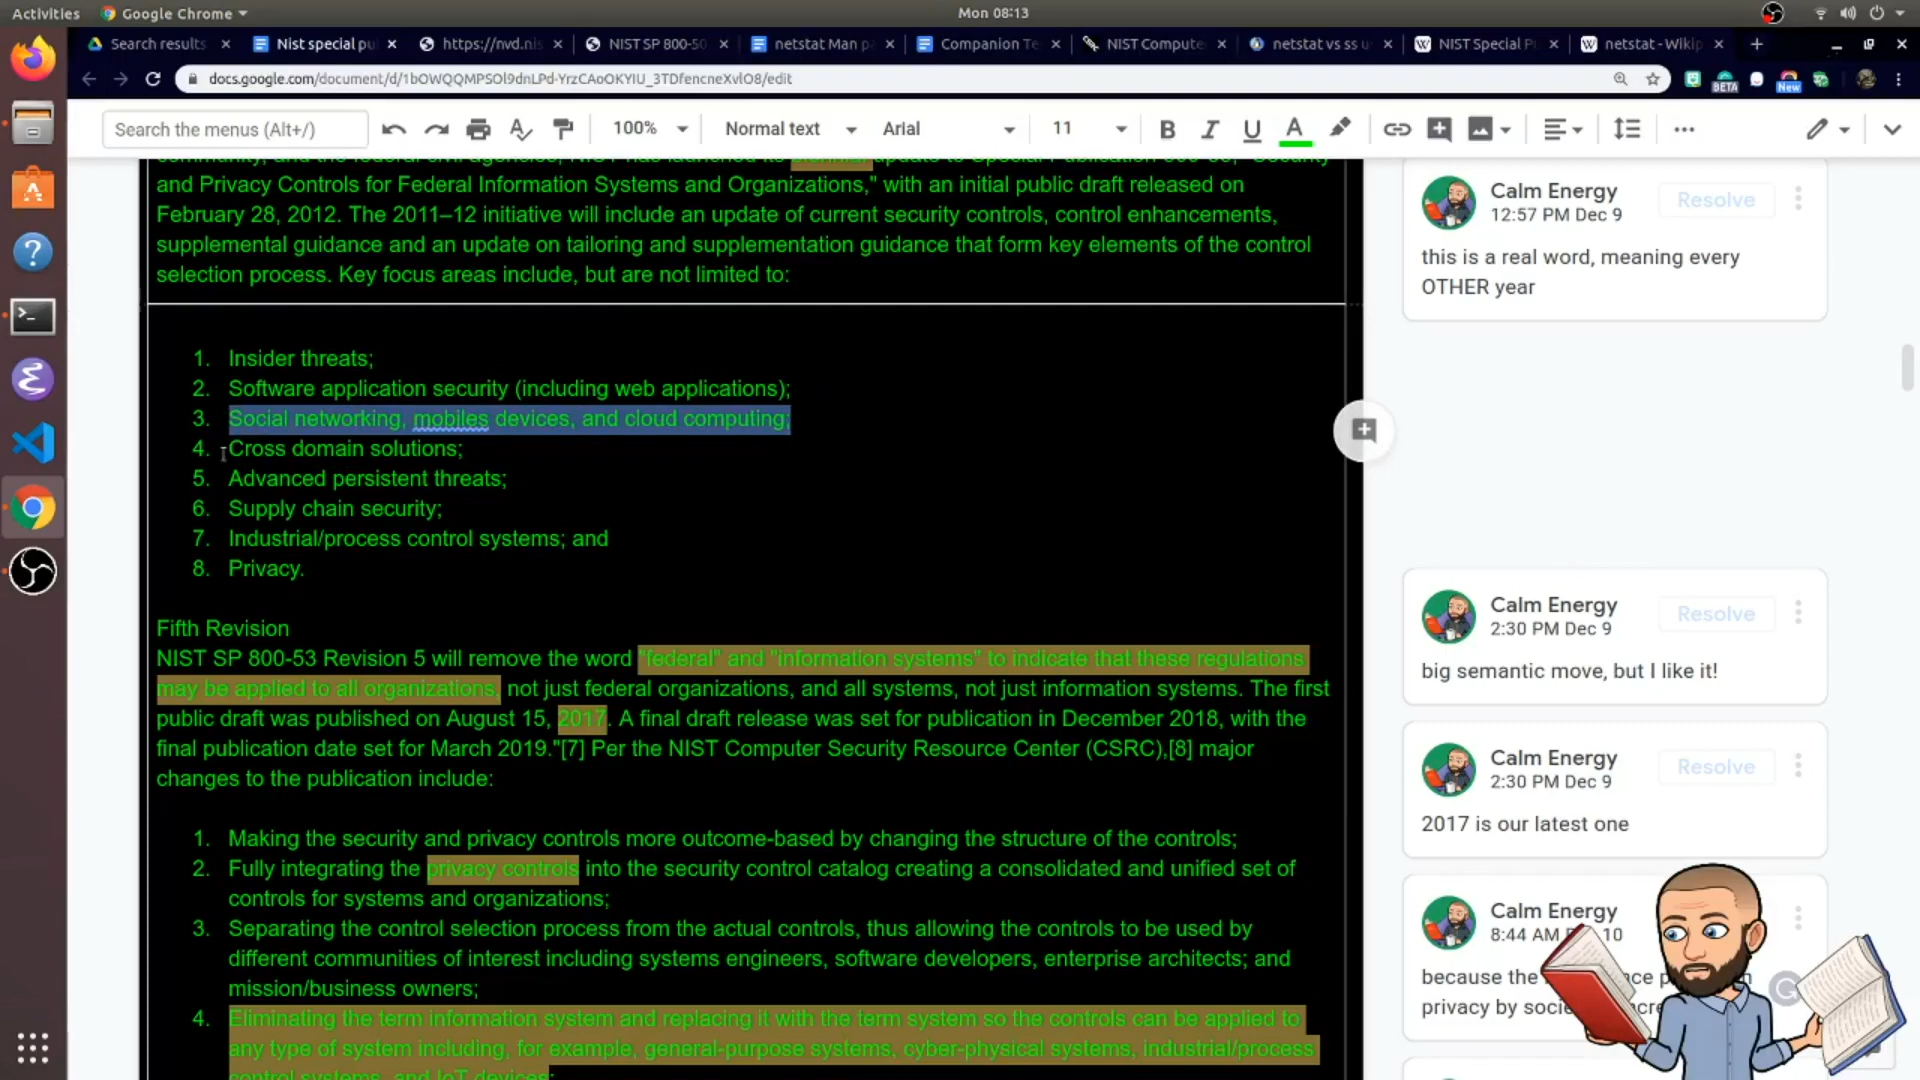 Activities
Google Chrome
Mon 08:13
Search results
Nist special pu
https://nvd.nis
NIST SP 800-50
netstat Man pa
Companion Te
NIST Compute
netstat vs ss u
NIST Special P
netstat - Wikip
docs.google.com/document/d/1bOWQQMPSOl9dnLPd-YrzCAoOKYIU_3TDfencneXvlO8/edit
BETA
New
Search the menus (Alt+/)
100%
Normal text
Arial
11
B
I
U
A
and Privacy Controls for Federal Information Systems and Organizations," with an initial public draft released on
February 28, 2012. The 2011–12 initiative will include an update of current security controls, control enhancements,
supplemental guidance and an update on tailoring and supplementation guidance that form key elements of the control
selection process. Key focus areas include, but are not limited to:
1. Insider threats;
2. Software application security (including web applications);
3. Social networking, mobiles devices, and cloud computing;
4. Cross domain solutions;
5. Advanced persistent threats;
6. Supply chain security;
7. Industrial/process control systems; and
8. Privacy.
Fifth Revision
NIST SP 800-53 Revision 5 will remove the word "federal" and "information systems" to indicate that these regulations
may be applied to all organizations, not just federal organizations, and all systems, not just information systems. The first
public draft was published on August 15, 2017. A final draft release was set for publication in December 2018, with the
final publication date set for March 2019."[7] Per the NIST Computer Security Resource Center (CSRC),[8] major
changes to the publication include:
1. Making the security and privacy controls more outcome-based by changing the structure of the controls;
2. Fully integrating the privacy controls into the security control catalog creating a consolidated and unified set of
controls for systems and organizations;
3. Separating the control selection process from the actual controls, thus allowing the controls to be used by
different communities of interest including systems engineers, software developers, enterprise architects; and
mission/business owners;
4. Eliminating the term information system and replacing it with the term system so the controls can be applied to
any type of system including, for example, general-purpose systems, cyber-physical systems, industrial/process
control systems, and IoT devices;
Calm Energy
12:57 PM Dec 9
Resolve
this is a real word, meaning every
OTHER year
Calm Energy
2:30 PM Dec 9
Resolve
big semantic move, but I like it!
Calm Energy
2:30 PM Dec 9
Resolve
2017 is our latest one
Calm Energy
8:44 AM 10
because the
privacy by